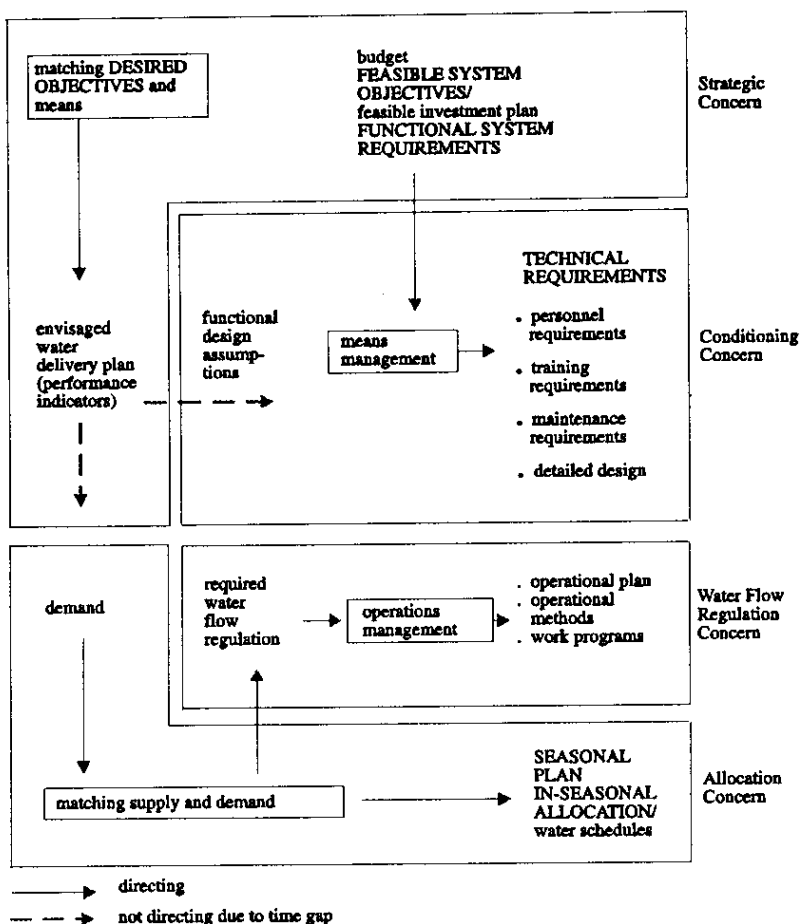 matching DESIRED
OBJECTIVES and
means
budget
FEASIBLE SYSTEM
OBJECTIVES/
feasible investment plan
FUNCTIONAL SYSTEM
REQUIREMENTS
Strategic
Concern
envisaged
water
delivery plan
(performance
indicators)
functional
design
assump-
tions
means
management
TECHNICAL
REQUIREMENTS
. personnel
requirements
. training
requirements
. maintenance
requirements
. detailed design
Conditioning
Concern
demand
required
water
flow
regulation
operations
management
. operational plan
. operational
methods
. work programs
Water Flow
Regulation
Concern
matching supply and demand
SEASONAL
PLAN
IN-SEASONAL
ALLOCATION/
water schedules
Allocation
Concern
directing
not directing due to time gap